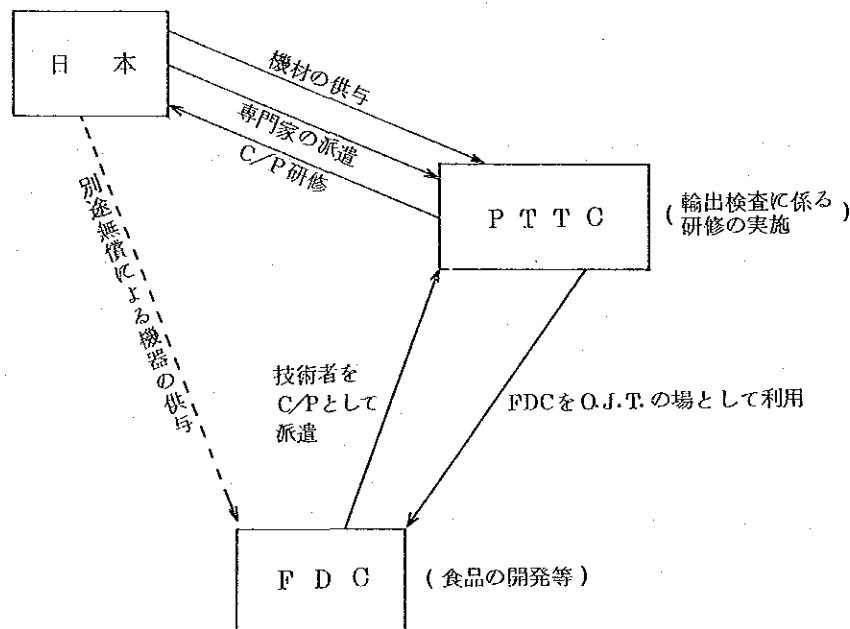 日本
機材の供与
専門家の派遣
C/P研修
別途無償による機器の供与
PTTC
(輸出検査に係る
研修の実施)
技術者を
C/Pとして
派遣
FDCをO.J.T.の場として利用
FDC
(食品の開発等)